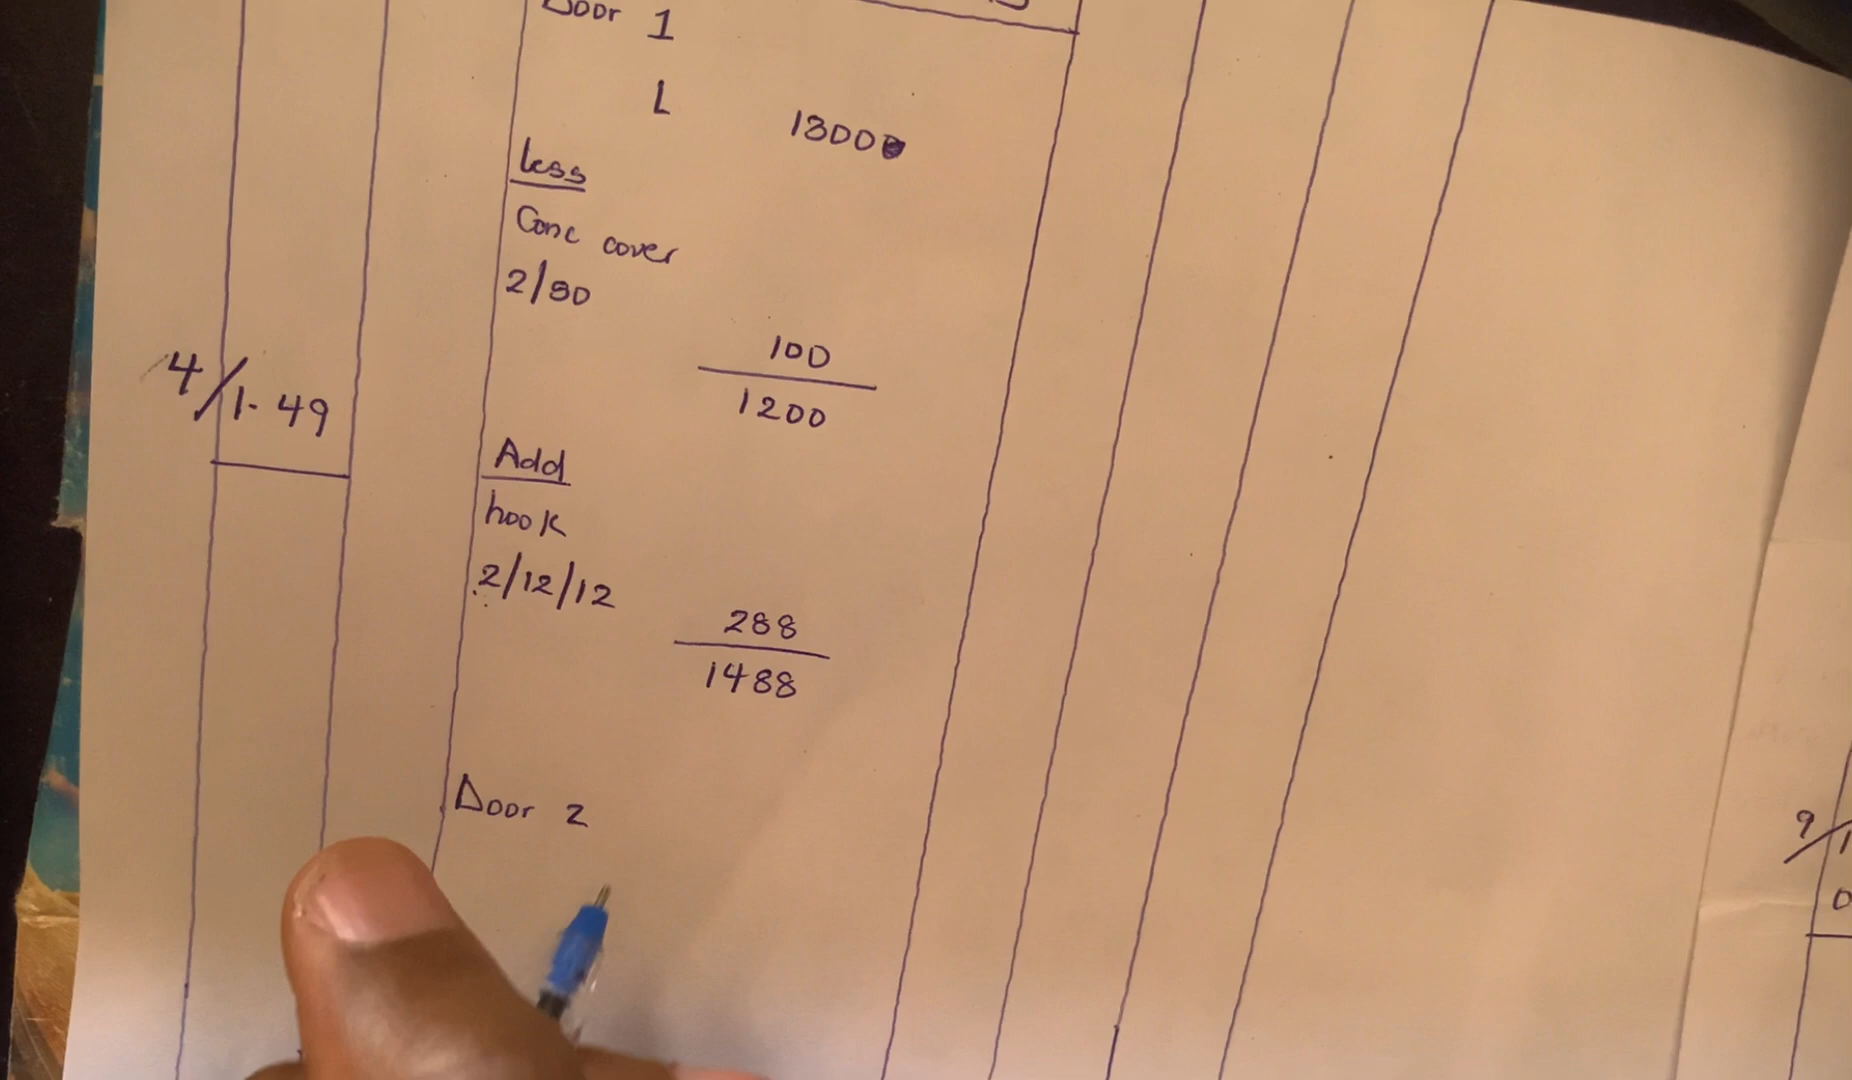 Door 1
L 1300
less
Conc cover
2/50
100
1200
4/1.49
Add
hook
2/12/12
288
1488
Door 2
9/